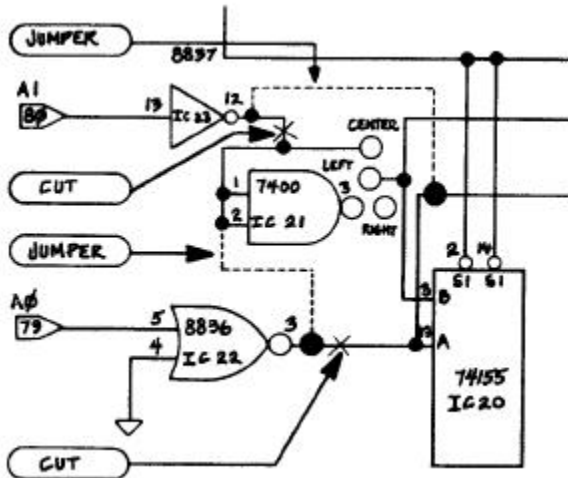 JUMPER
8837
A1
80
13
IC 23
12
CENTER
CUT
LEFT
1
7400
3
2
IC 21
RIGHT
JUMPER
2
14
S1
S1
3
B
AØ
79
5
8836
3
4
IC 22
13
A
74155
IC20
CUT